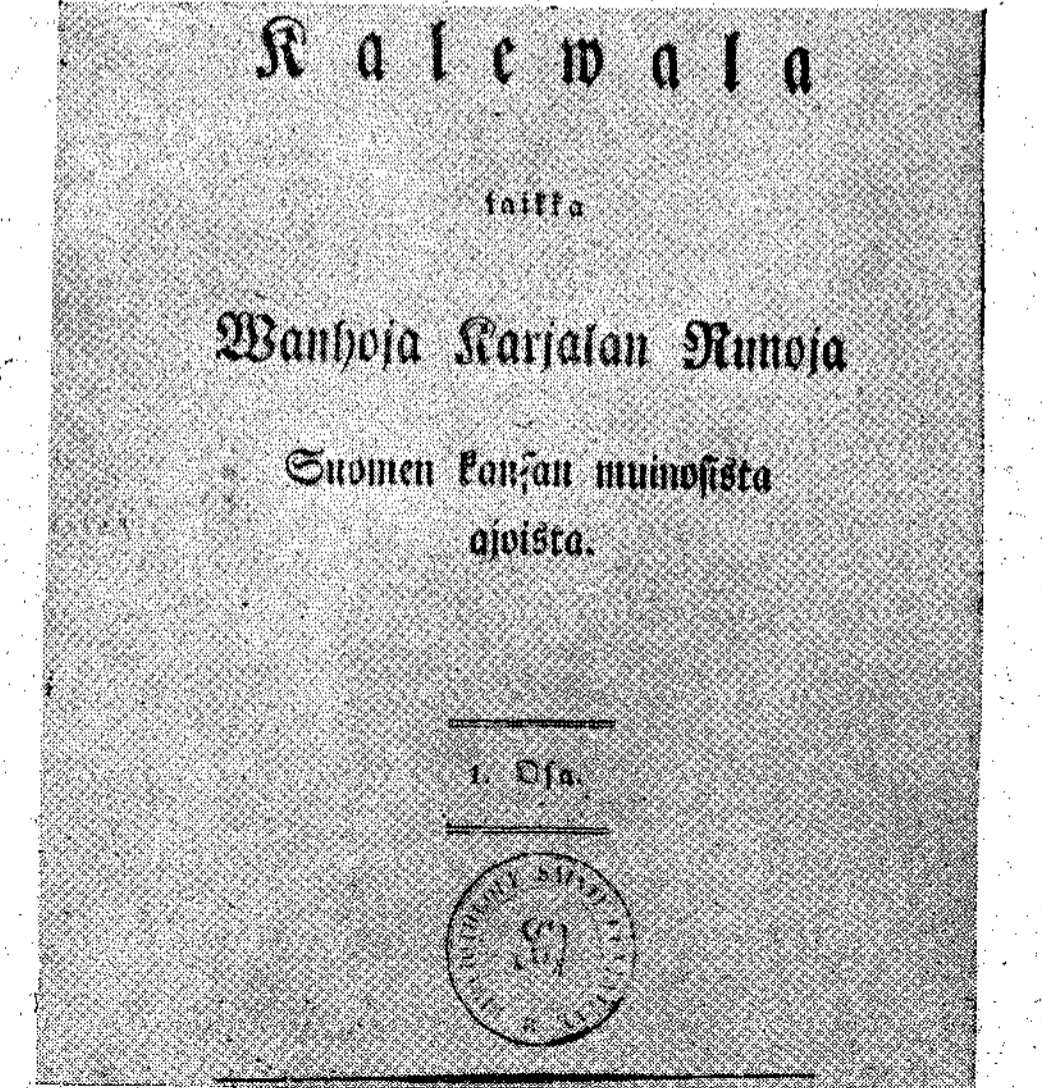 Kalewala
taikka
Wanhoja Karjalan Runoja
Suomen kansan muinosista
ajoista.
1. Osa.